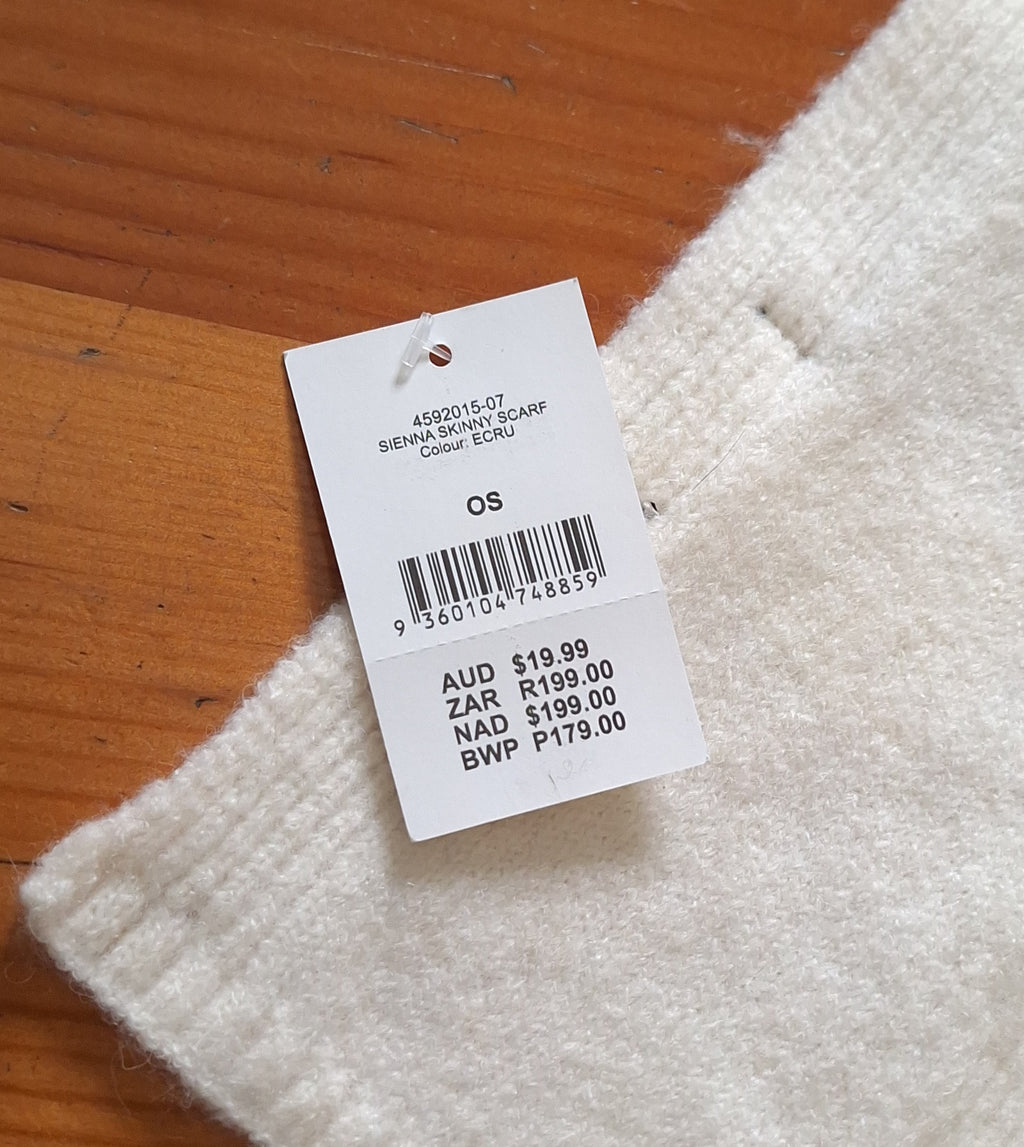 4592015-07
SIENNA SKINNY SCARF
Colour: ECRU
OS
9 360104 748859
AUD $19.99
ZAR R199.00
NAD $199.00
BWP P179.00